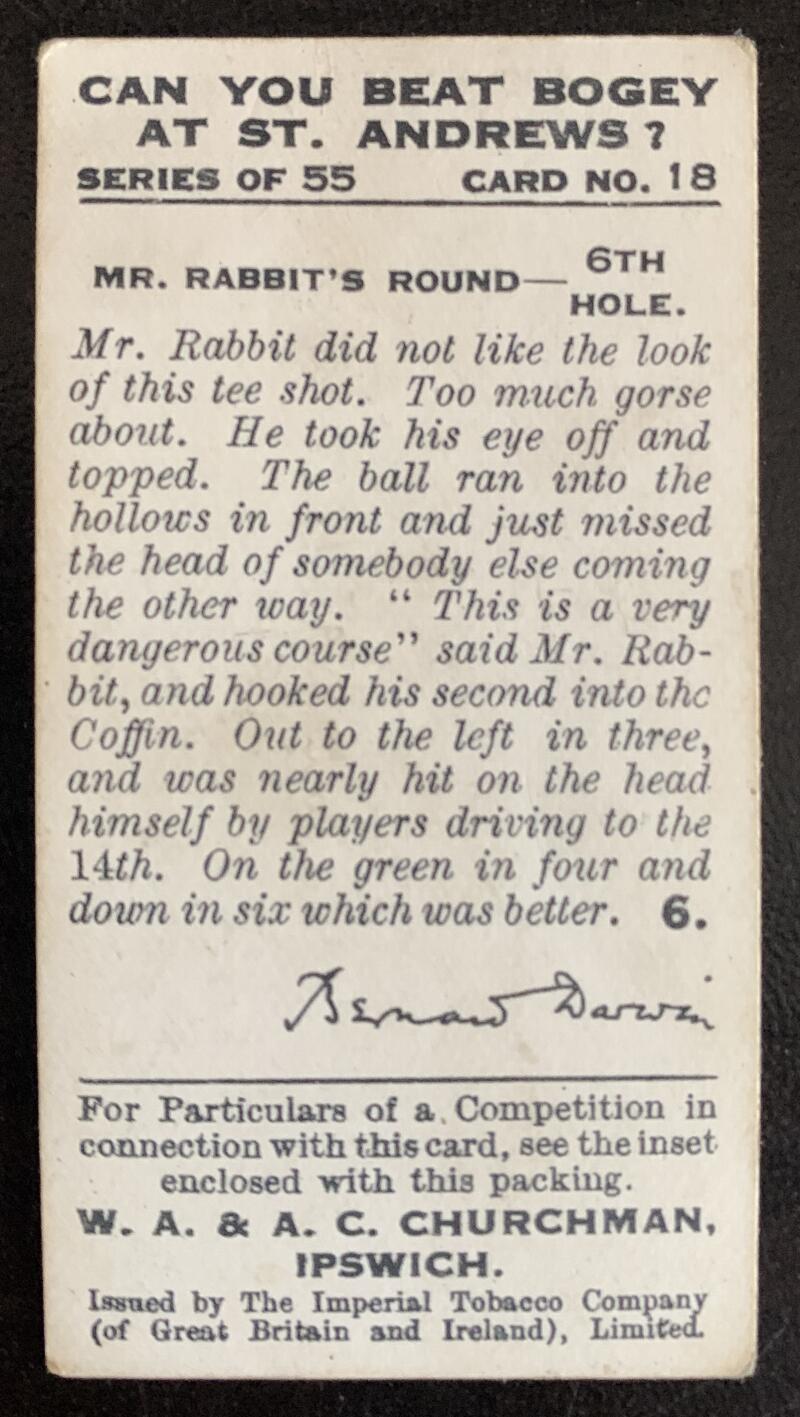 CAN YOU BEAT BOGEY
AT ST. ANDREWS?
SERIES OF 55 CARD NO. 18
MR. RABBIT'S ROUND— 6TH
HOLE.
Mr. Rabbit did not like the look
of this tee shot. Too much gorse
about. He took his eye off and
topped. The ball ran into the
hollows in front and just missed
the head of somebody else coming
the other way. “ This is a very
dangerous course” said Mr. Rab-
bit, and hooked his second into the
Coffin. Out to the left in three,
and was nearly hit on the head
himself by players driving to the
14th. On the green in four and
down in six which was better. 6.
Bernard Darwin
For Particulars of a Competition in
connection with this card, see the inset
enclosed with this packing.
W. A. & A. C. CHURCHMAN,
IPSWICH.
Issued by The Imperial Tobacco Company
(of Great Britain and Ireland), Limited.